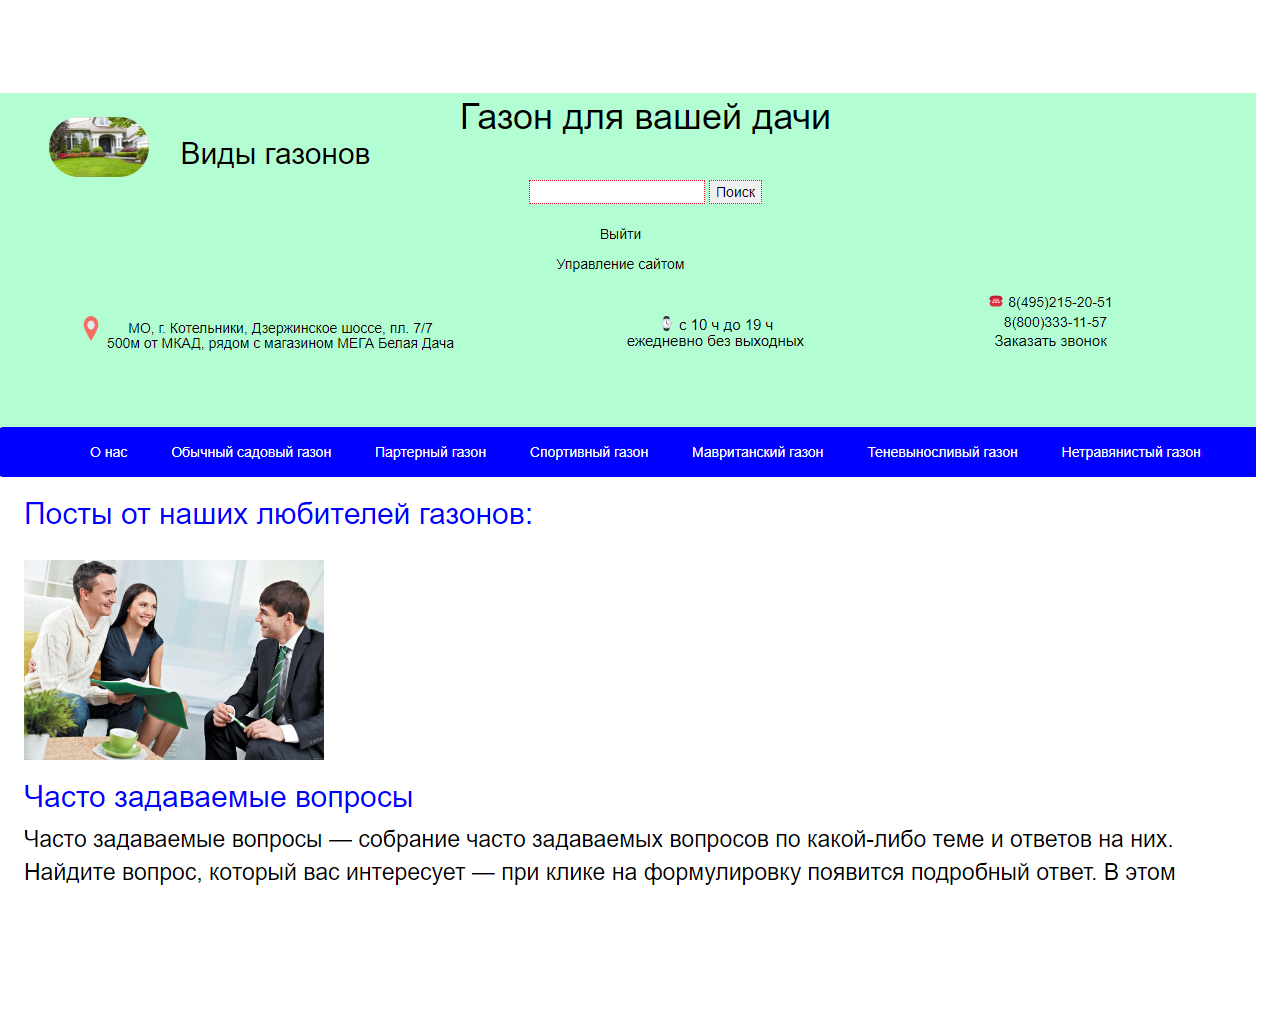 Газон для вашей дачи
Виды газонов
Поиск
Выйти
Управление сайтом
МО, г. Котельники, Дзержинское шоссе, пл. 7/7
500м от МКАД, рядом с магазином МЕГА Белая Дача
с 10 ч до 19 ч
ежедневно без выходных
8(495)215-20-51
8(800)333-11-57
Заказать звонок
О нас Обычный садовый газон Партерный газон Спортивный газон Мавританский газон Теневыносливый газон Нетравянистый газон
Посты от наших любителей газонов:
Часто задаваемые вопросы
Часто задаваемые вопросы — собрание часто задаваемых вопросов по какой-либо теме и ответов на них.
Найдите вопрос, который вас интересует — при клике на формулировку появится подробный ответ. В этом